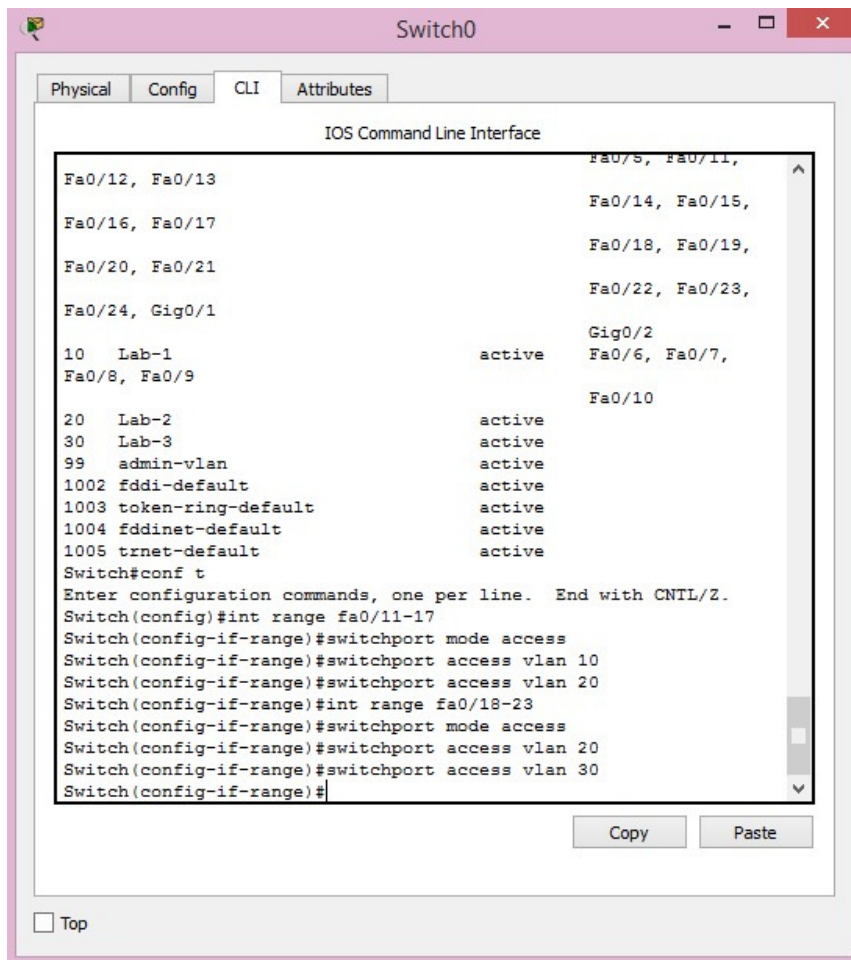 Switch0
Physical Config CLI Attributes
IOS Command Line Interface
Fa0/5, Fa0/11,
Fa0/12, Fa0/13
Fa0/14, Fa0/15,
Fa0/16, Fa0/17
Fa0/18, Fa0/19,
Fa0/20, Fa0/21
Fa0/22, Fa0/23,
Fa0/24, Gig0/1
Gig0/2
10 Lab-1 active Fa0/6, Fa0/7,
Fa0/8, Fa0/9
Fa0/10
20 Lab-2 active
30 Lab-3 active
99 admin-vlan active
1002 fddi-default active
1003 token-ring-default active
1004 fddinet-default active
1005 trnet-default active
Switch#conf t
Enter configuration commands, one per line. End with CNTL/Z.
Switch(config)#int range fa0/11-17
Switch(config-if-range)#switchport mode access
Switch(config-if-range)#switchport access vlan 10
Switch(config-if-range)#switchport access vlan 20
Switch(config-if-range)#int range fa0/18-23
Switch(config-if-range)#switchport mode access
Switch(config-if-range)#switchport access vlan 20
Switch(config-if-range)#switchport access vlan 30
Switch(config-if-range)#
Copy Paste
Top